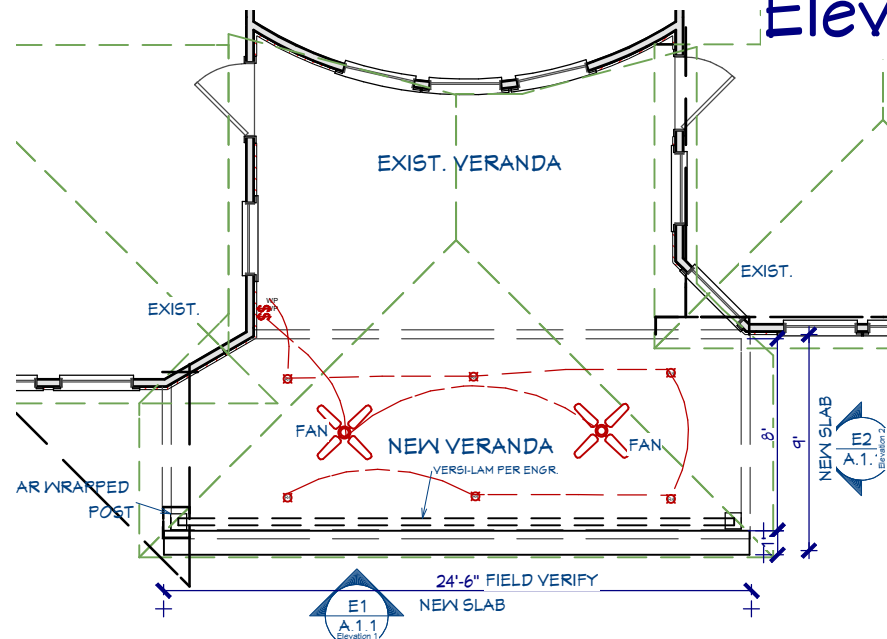 Elev
EXIST. VERANDA
EXIST.
EXIST.
WP
WP
$
$
FAN
FAN
NEW VERANDA
VERSI-LAM PER ENGR.
AR WRAPPED
POST
8'
9'
1'
NEW SLAB
E2
A.1.
Elevation 2
24'-6" FIELD VERIFY
NEW SLAB
E1
A.1.1
Elevation 1